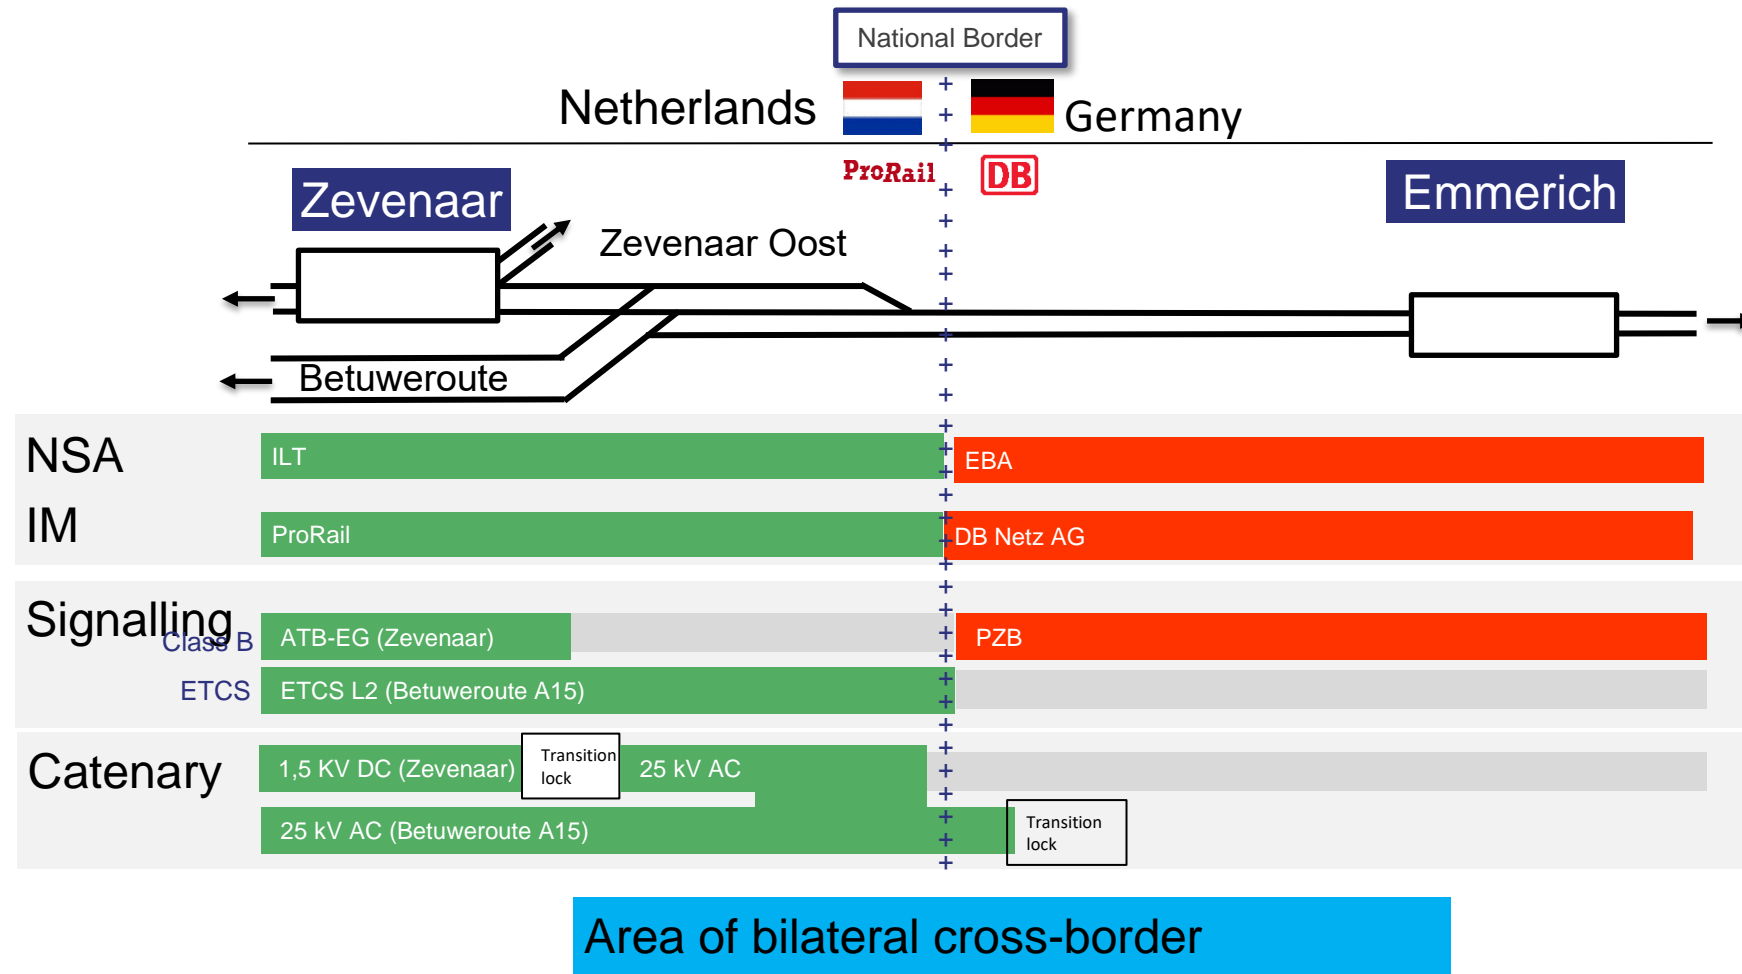 National Border
Netherlands
Germany
ProRail
DB
Zevenaar
Emmerich
Zevenaar Oost
Betuweroute
NSA
ILT
EBA
IM
ProRail
DB Netz AG
Signalling
Class B
ATB-EG (Zevenaar)
PZB
ETCS
ETCS L2 (Betuweroute A15)
Catenary
1,5 KV DC (Zevenaar)
Transition
lock
25 kV AC
25 kV AC (Betuweroute A15)
Transition
lock
Area of bilateral cross-border